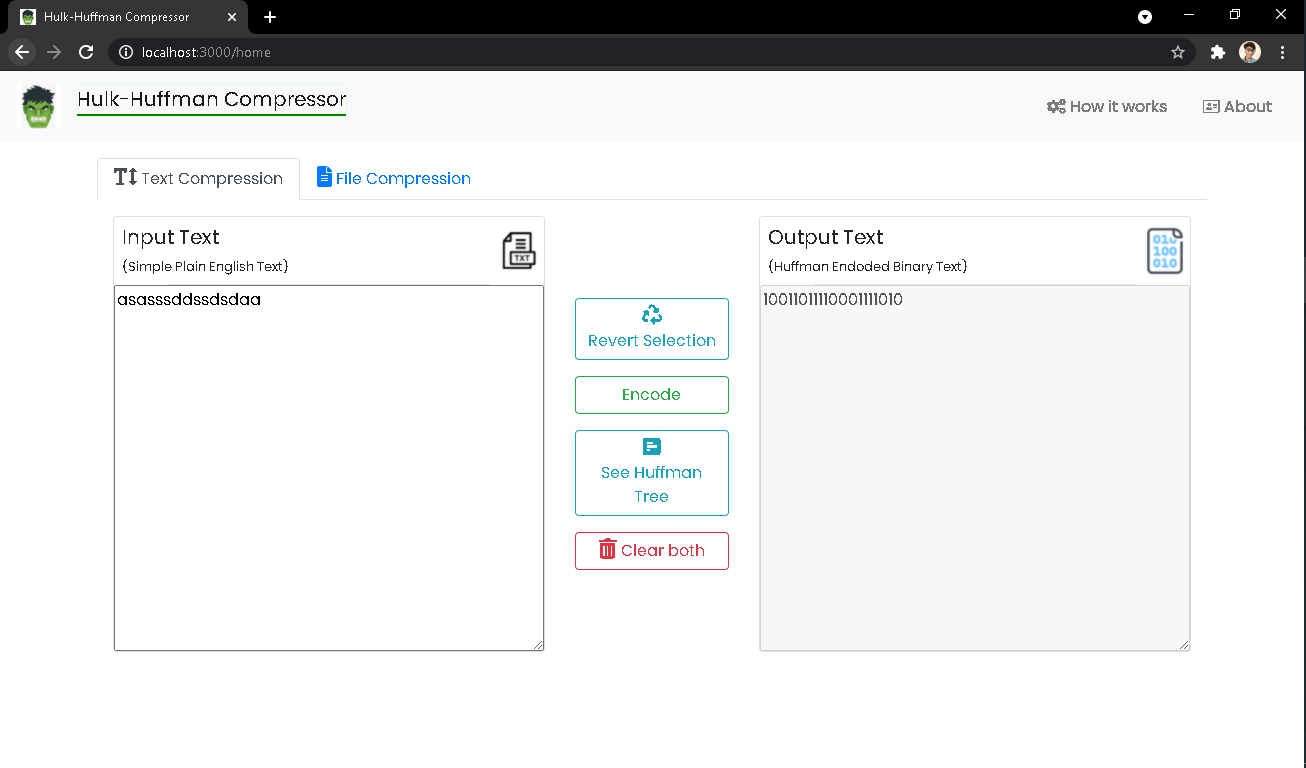 Hulk-Huffman Compressor
localhost:3000/home
Hulk-Huffman Compressor
How it works
About
Text Compression
File Compression
Input Text
(Simple Plain English Text)
TXT
asasssddssdsdaa
Revert Selection
Encode
See Huffman
Tree
Clear both
Output Text
(Huffman Endoded Binary Text)
010
100
010
10011011110001111010